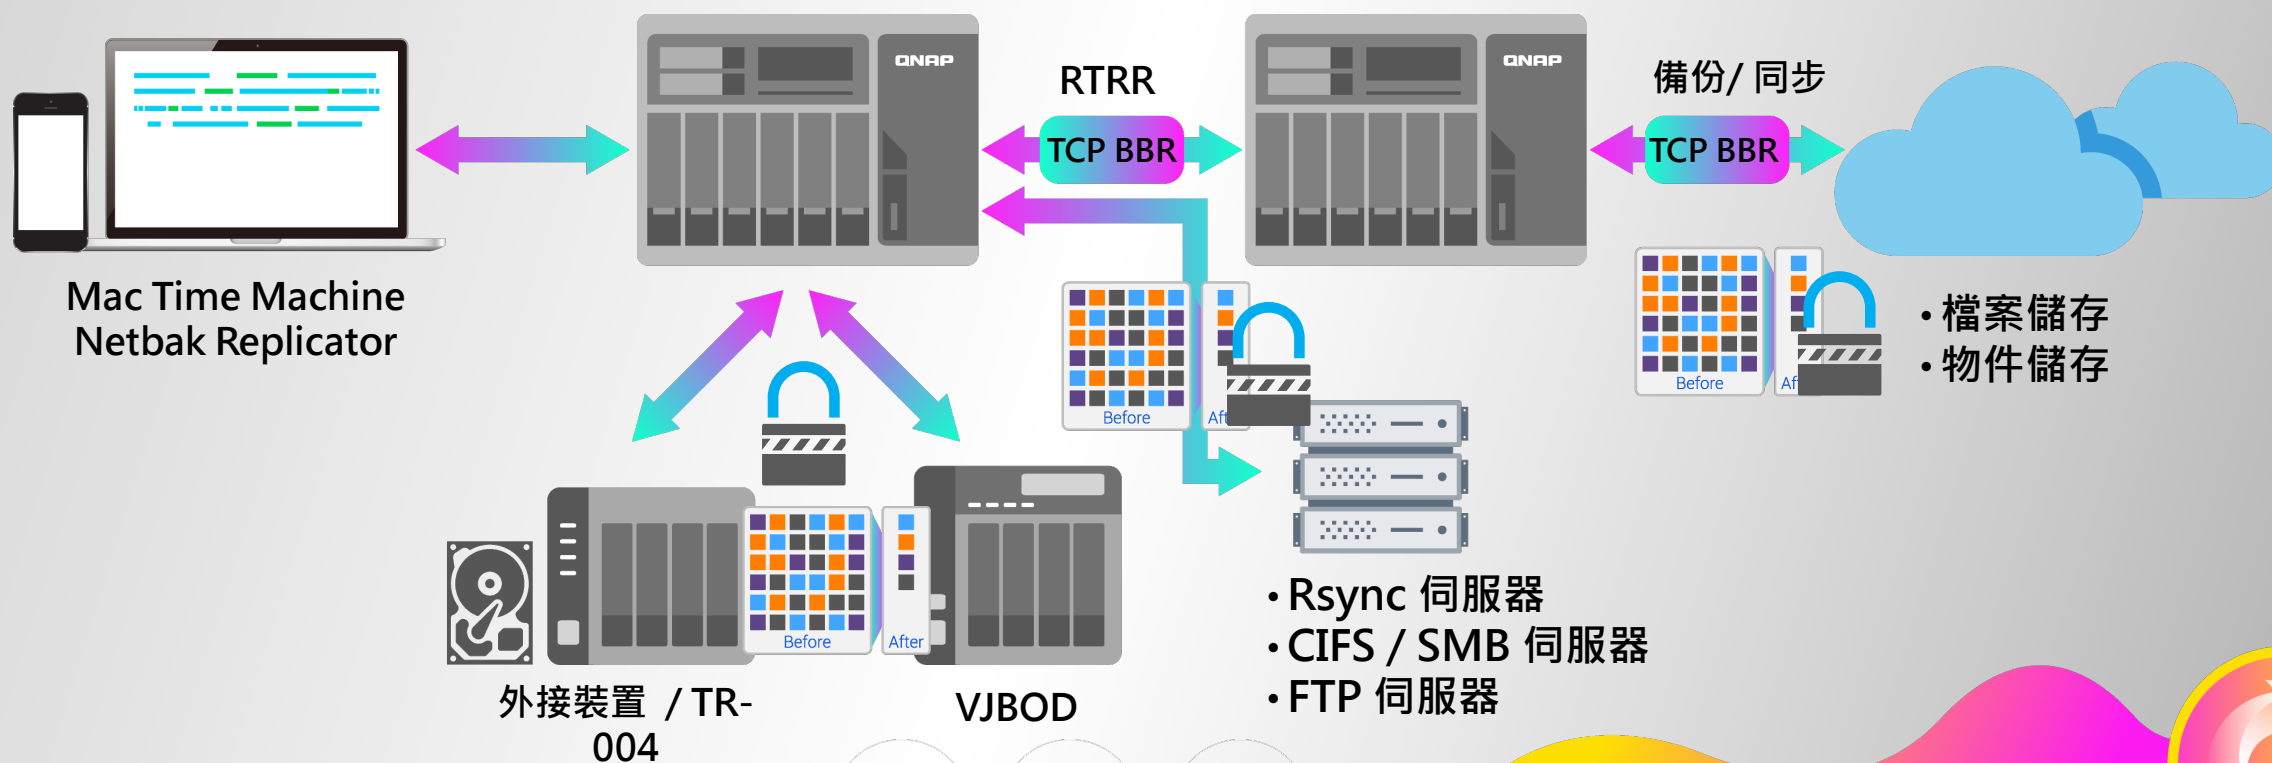 QNAP
QNAP
RTRR
TCP BBR
備份/ 同步
TCP BBR
Mac Time Machine
Netbak Replicator
Before
Aft
Before
Af
• 檔案儲存
• 物件儲存
Before
After
外接裝置 / TR-
004
VJBOD
• Rsync 伺服器
• CIFS / SMB 伺服器
• FTP 伺服器